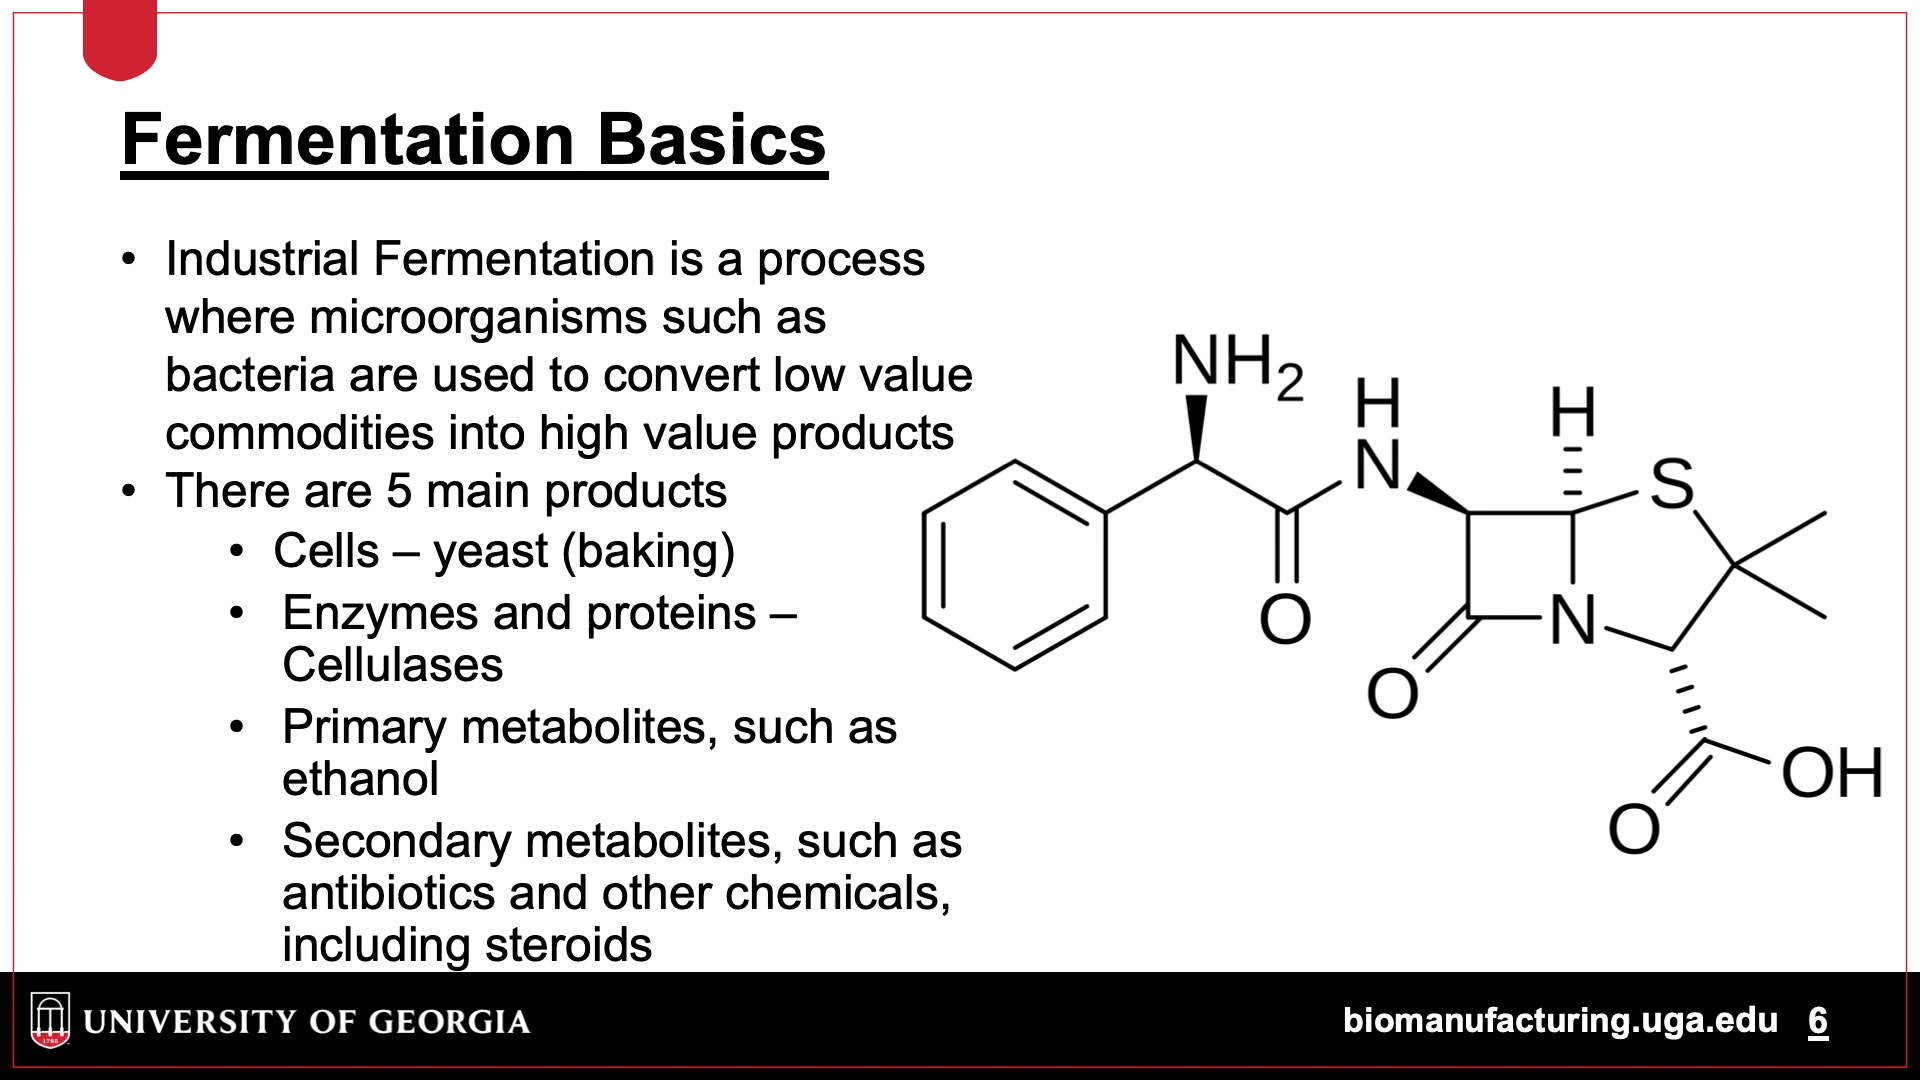 Fermentation Basics
• Industrial Fermentation is a process
where microorganisms such as
bacteria are used to convert low value
commodities into high value products
• There are 5 main products
• Cells – yeast (baking)
• Enzymes and proteins –
Cellulases
• Primary metabolites, such as
ethanol
• Secondary metabolites, such as
antibiotics and other chemicals,
including steroids
NH2
H
N
H
S
O
N
O
OH
O
1785
UNIVERSITY OF GEORGIA
biomanufacturing.uga.edu 6